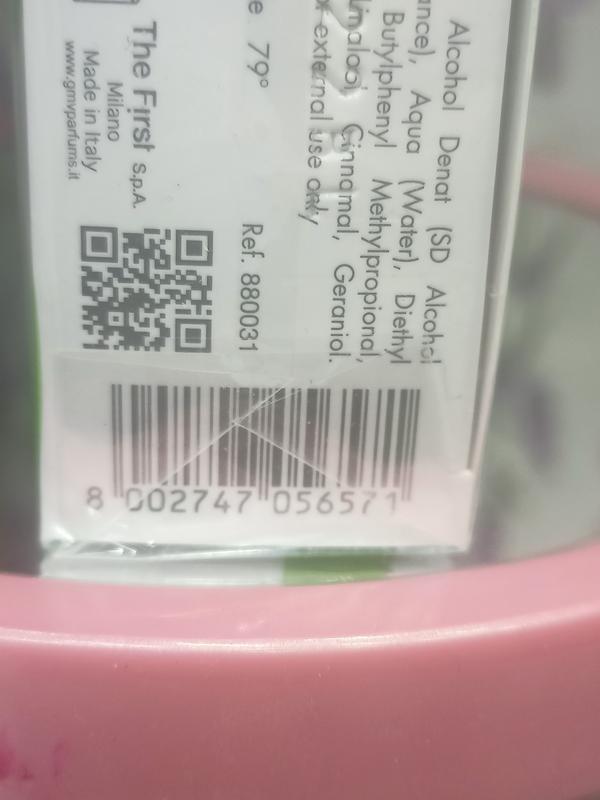 Alcohol Denat (SD Alcohol
Aqua (Water), Diethyl
Butylphenyl Methylpropional,
Linalool, Cinnamal, Geraniol.
external use only
79°
Ref. 880031
The First S.p.A.
Milano
Made in Italy
www.gmvparfums.it
8 002747 056571